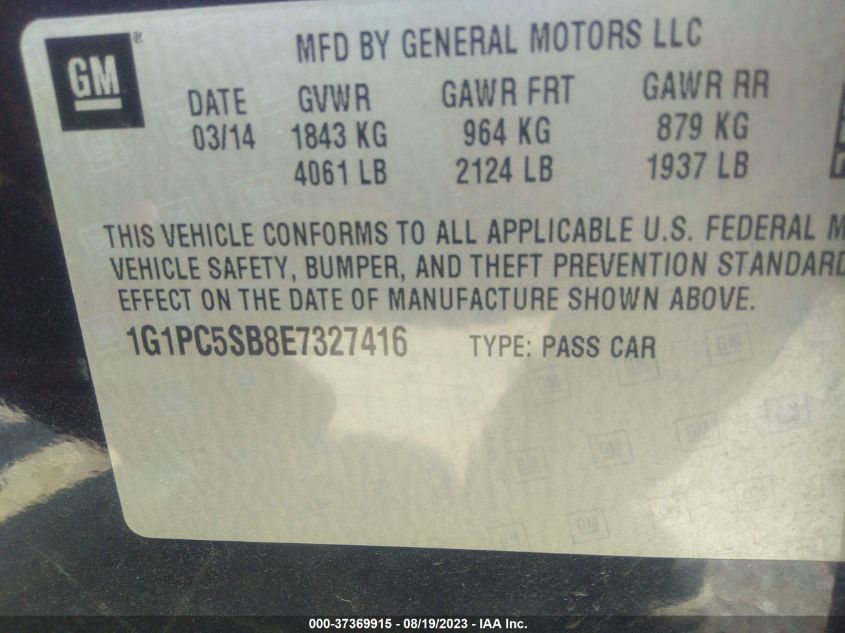 GM
MFD BY GENERAL MOTORS LLC
DATE GVWR GAWR FRT GAWR RR
03/14 1843 KG 964 KG 879 KG
4061 LB 2124 LB 1937 LB
THIS VEHICLE CONFORMS TO ALL APPLICABLE U.S. FEDERAL M
VEHICLE SAFETY, BUMPER, AND THEFT PREVENTION STANDARD
EFFECT ON THE DATE OF MANUFACTURE SHOWN ABOVE.
1G1PC5SB8E7327416 TYPE: PASS CAR
000-37369915 - 08/19/2023 - IAA Inc.